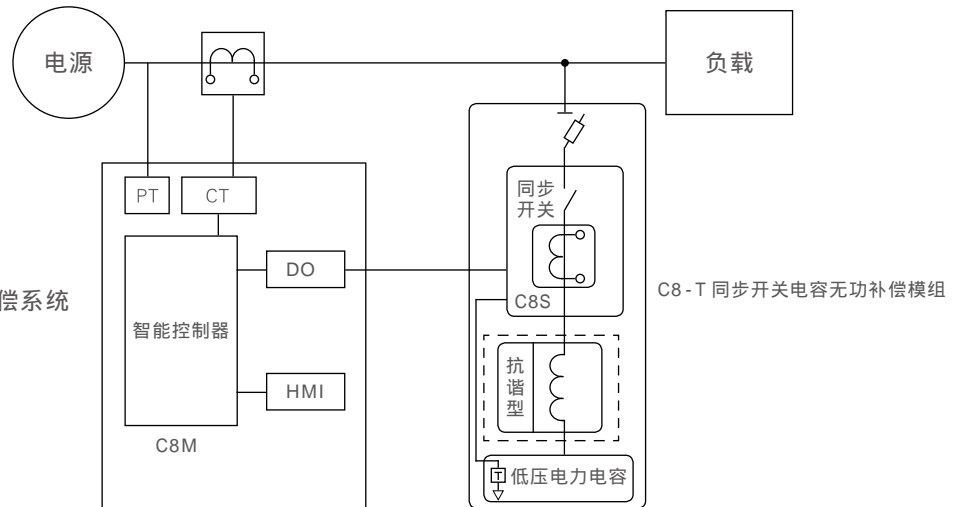 电源
负载
PT
CT
同步
开关
DO
C8S
C8-T 同步开关电容无功补偿模组
偿系统
智能控制器
抗
谐
型
HMI
C8M
T
低压电力电容